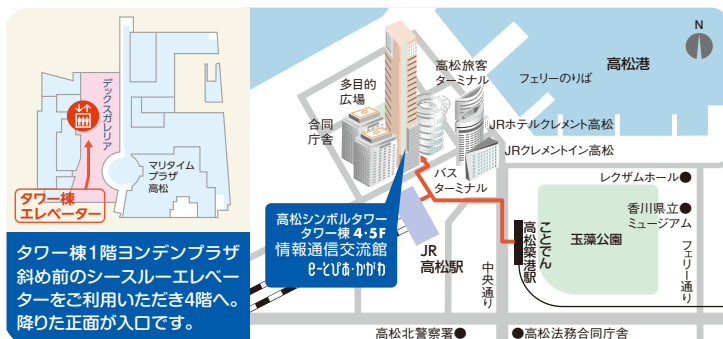 デックスガレリア
マリタイム
プラザ
高松
タワー棟
エレベーター
タワー棟1階ヨンデンプラザ
斜め前のシースルーエレベー
ターをご利用いただき4階へ。
降りた正面が入口です。
N
高松港
フェリーのりば
高松旅客
ターミナル
多目的
広場
合同
庁舎
JRホテルクレメント高松
JRクレメントイン高松
バス
ターミナル
レクザムホール●
香川県立●
ミュージアム
高松シンボルタワー
タワー棟 4・5F
情報通信交流館
e-とぴあ・かがわ
JR
高松駅
ことでん
高松築港駅
玉藻公園
中央通り
フェリー通り
高松北警察署●
●高松法務合同庁舎